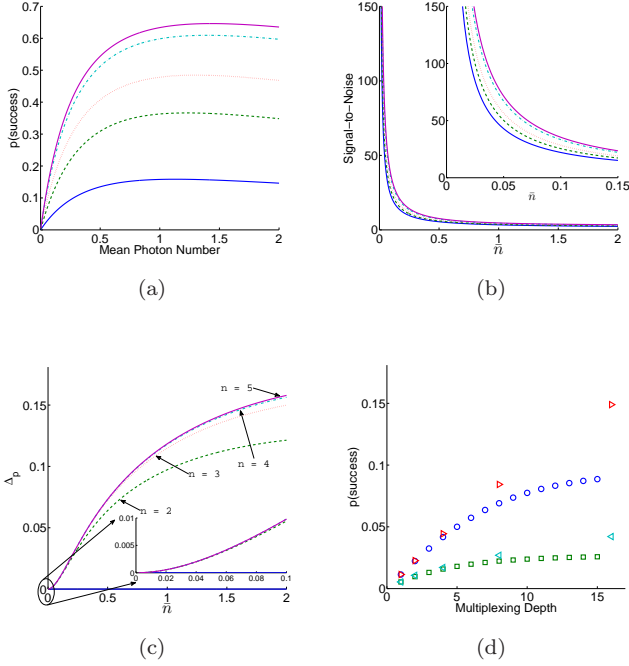 0.7
0.6
0.5
0.4
0.3
0.2
0.1
0
p(success)
0 0.5 1 1.5 2
Mean Photon Number
(a)
150
100
50
0
Signal-to-Noise
0 0.5 1 1.5 2
n̄
150
100
50
0
0 0.05 0.1 0.15
n̄
(b)
0.15
0.1
0.05
0
Δp
n = 5
n = 4
n = 3
n = 2
0.01
0.005
0
0 0.02 0.04 0.06 0.08 0.1
0 0.5 1 1.5 2
n̄
(c)
0.15
0.1
0.05
0
p(success)
0 5 10 15
Multiplexing Depth
(d)